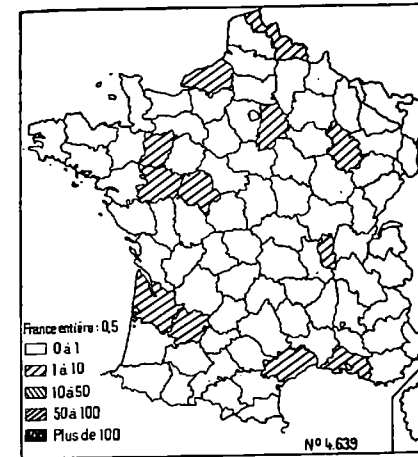 France entière : 0,5
0 à 1
1 à 10
10 à 50
50 à 100
Plus de 100
N° 4.639